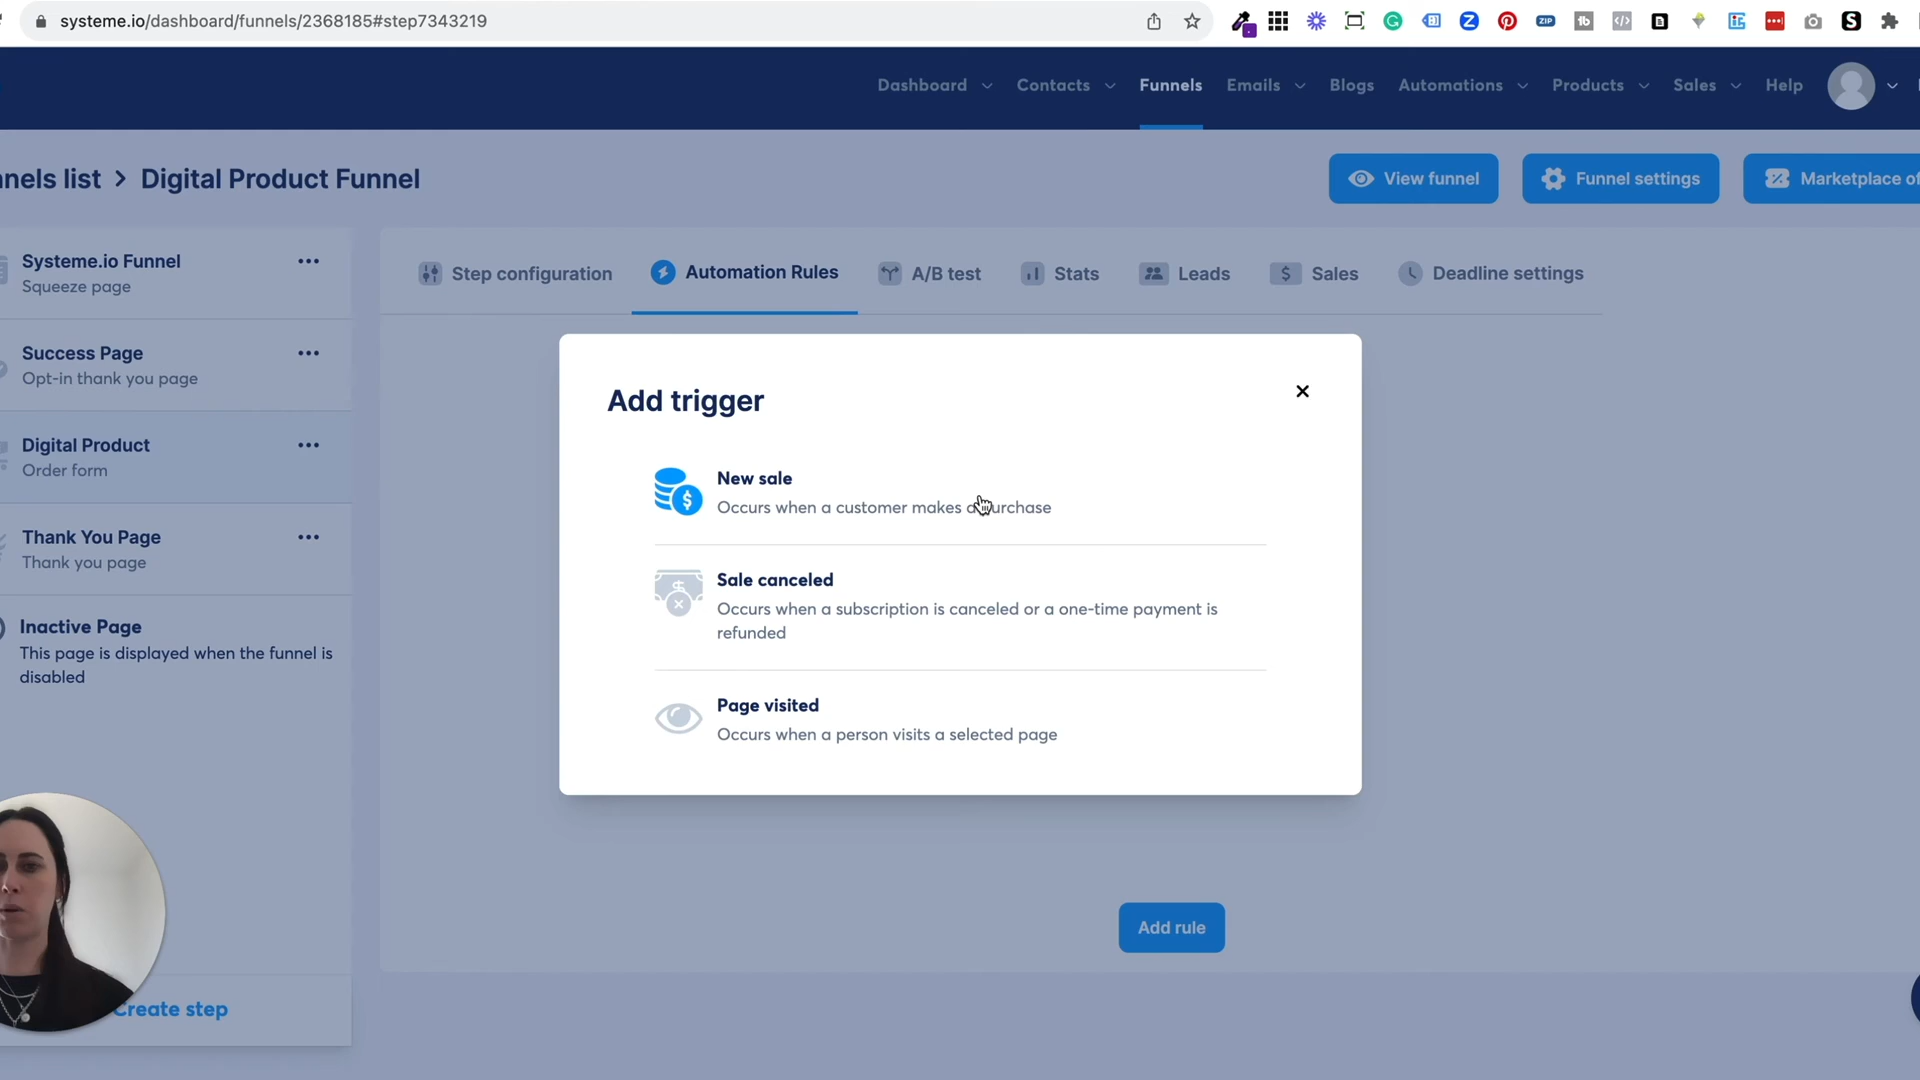 systeme.io/dashboard/funnels/2368185#step7343219
ZIP
Dashboard
Contacts
Funnels
Emails
Blogs
Automations
Products
Sales
Help
nnels list > Digital Product Funnel
View funnel
Funnel settings
Marketplace of
Systeme.io Funnel
Squeeze page
Success Page
Opt-in thank you page
Digital Product
Order form
Thank You Page
Thank you page
Inactive Page
This page is displayed when the funnel is
disabled
Create step
Step configuration
Automation Rules
A/B test
Stats
Leads
Sales
Deadline settings
Add trigger
New sale
Occurs when a customer makes a purchase
Sale canceled
Occurs when a subscription is canceled or a one-time payment is
refunded
Page visited
Occurs when a person visits a selected page
Add rule